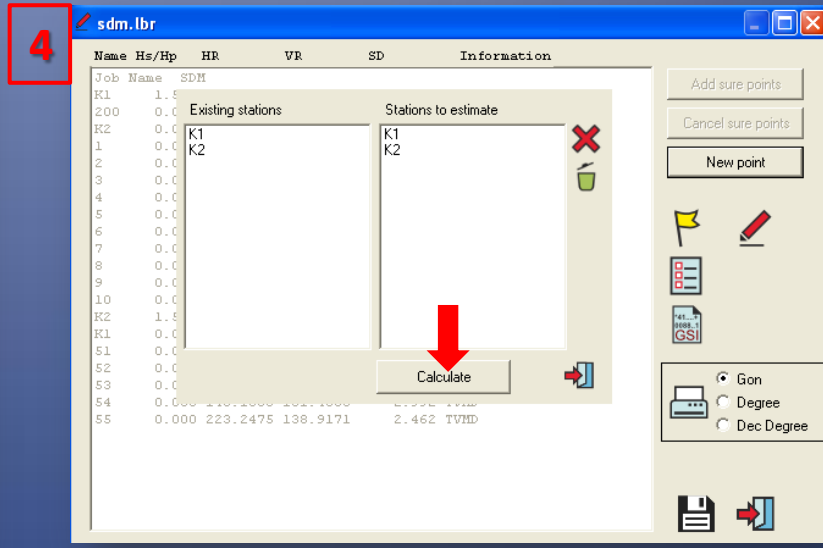 4
sdm.lbr
Name Hs/Hp HR VR SD Information
Job Name SDM
K1 1.5
200 0.0
K2 0.0
1 0.0
2 0.0
3 0.0
4 0.0
5 0.0
6 0.0
7 0.0
8 0.0
9 0.0
10 0.0
K2 1.5
K1 0.0
51 0.0
52 0.0
53 0.0
54
55 0.000 223.2475 138.9171 2.462 TVMD
Existing stations
K1
K2
Stations to estimate
K1
K2
Calculate
Add sure points
Cancel sure points
New point
GSI
Gon
Degree
Dec Degree